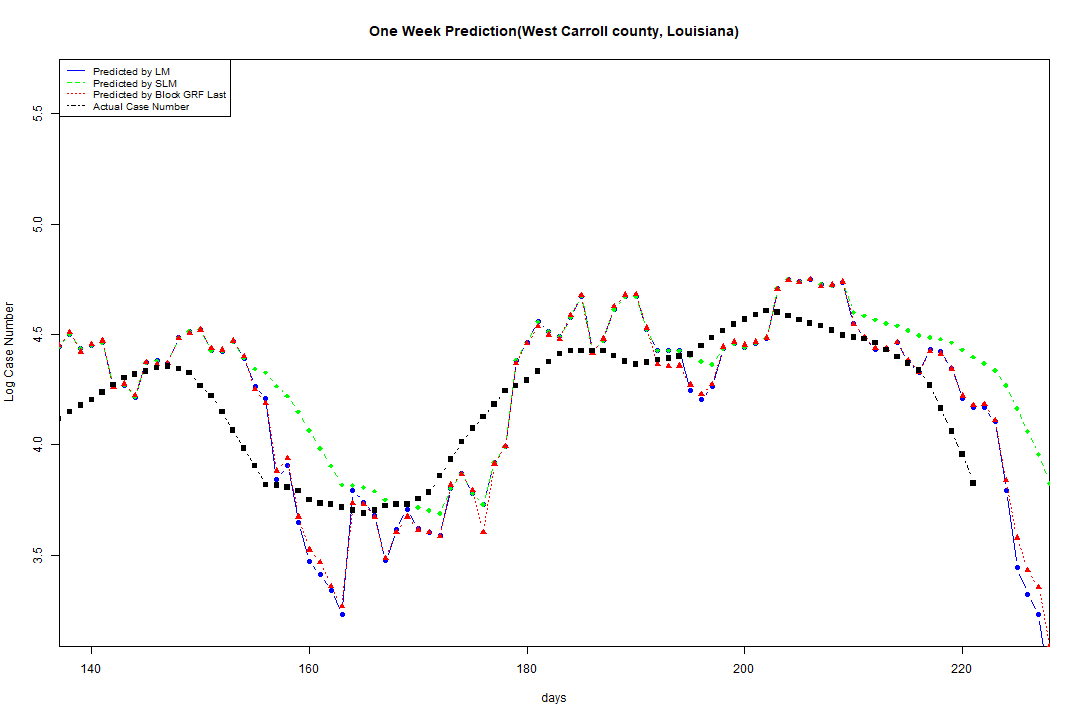 One Week Prediction(West Carroll county, Louisiana)
Predicted by LM
Predicted by SLM
Predicted by Block GRF Last
Actual Case Number
5.5
5.0
4.5
4.0
3.5
Log Case Number
140 160 180 200 220
days